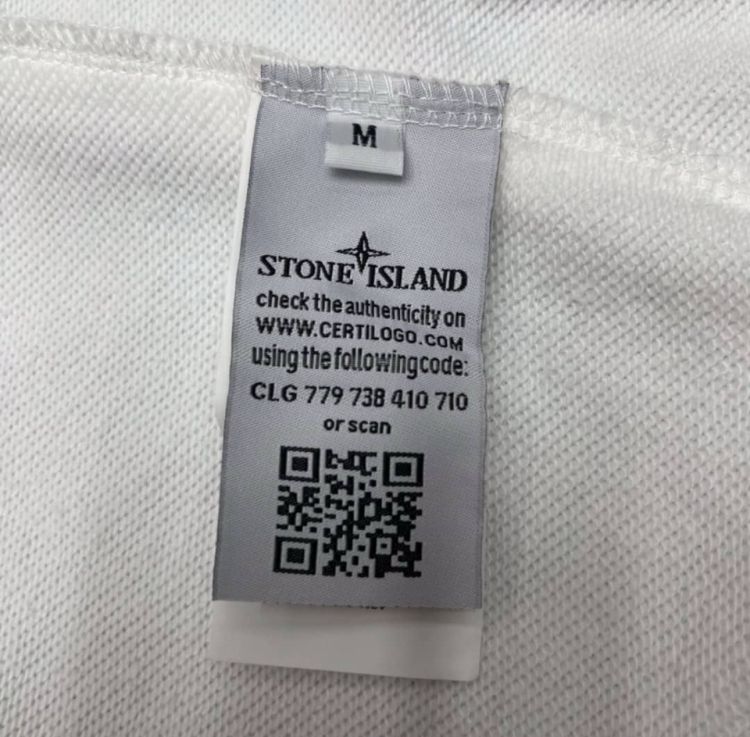 M
STONE ISLAND
check the authenticity on
WWW.CERTILOGO.COM
using the following code:
CLG 779 738 410 710
or scan